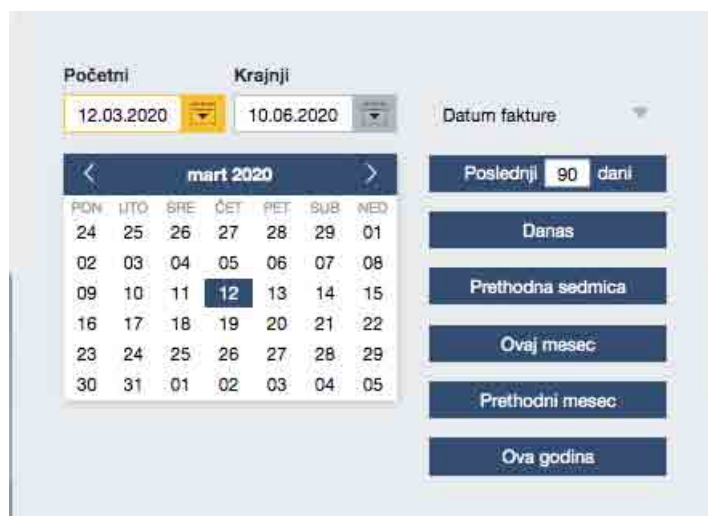 Početni Krajnji
12.03.2020 10.06.2020 Datum fakture
mart 2020
PON UTO SRE ČET PET SUB NED
24 25 26 27 28 29 01
02 03 04 05 06 07 08
09 10 11 12 13 14 15
16 17 18 19 20 21 22
23 24 25 26 27 28 29
30 31 01 02 03 04 05
Poslednji 90 dani
Danas
Prethodna sedmica
Ovaj mesec
Prethodni mesec
Ova godina